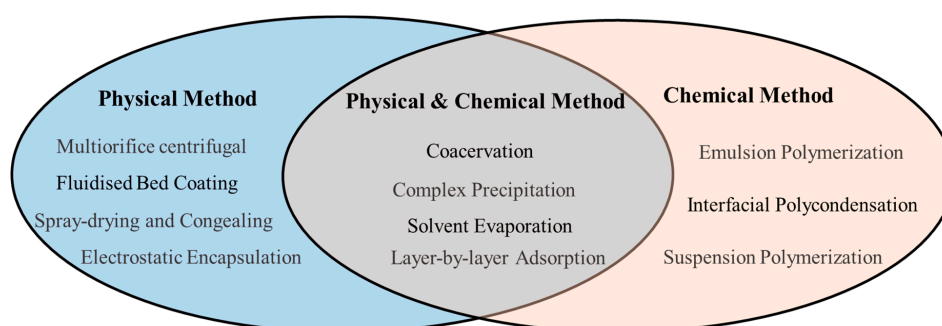 Physical Method
Multiorifice centrifugal
Fluidised Bed Coating
Spray-drying and Congealing
Electrostatic Encapsulation
Physical & Chemical Method
Coacervation
Complex Precipitation
Solvent Evaporation
Layer-by-layer Adsorption
Chemical Method
Emulsion Polymerization
Interfacial Polycondensation
Suspension Polymerization